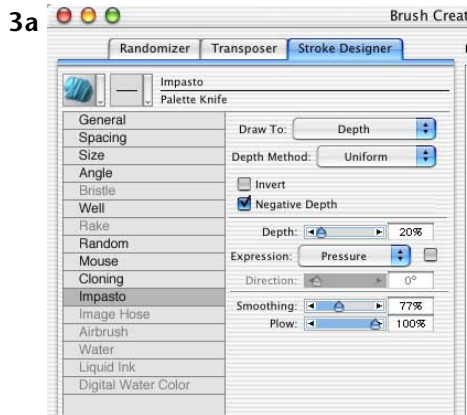 3a
Brush Crea
Randomizer Transposer Stroke Designer
Impasto
Palette Knife
General
Spacing
Size
Angle
Bristle
Well
Rake
Random
Mouse
Cloning
Impasto
Image Hose
Airbrush
Water
Liquid Ink
Digital Water Color
Draw To: Depth
Depth Method: Uniform
Invert
Negative Depth
Depth: 20%
Expression: Pressure
Direction: 0°
Smoothing: 77%
Plow: 100%